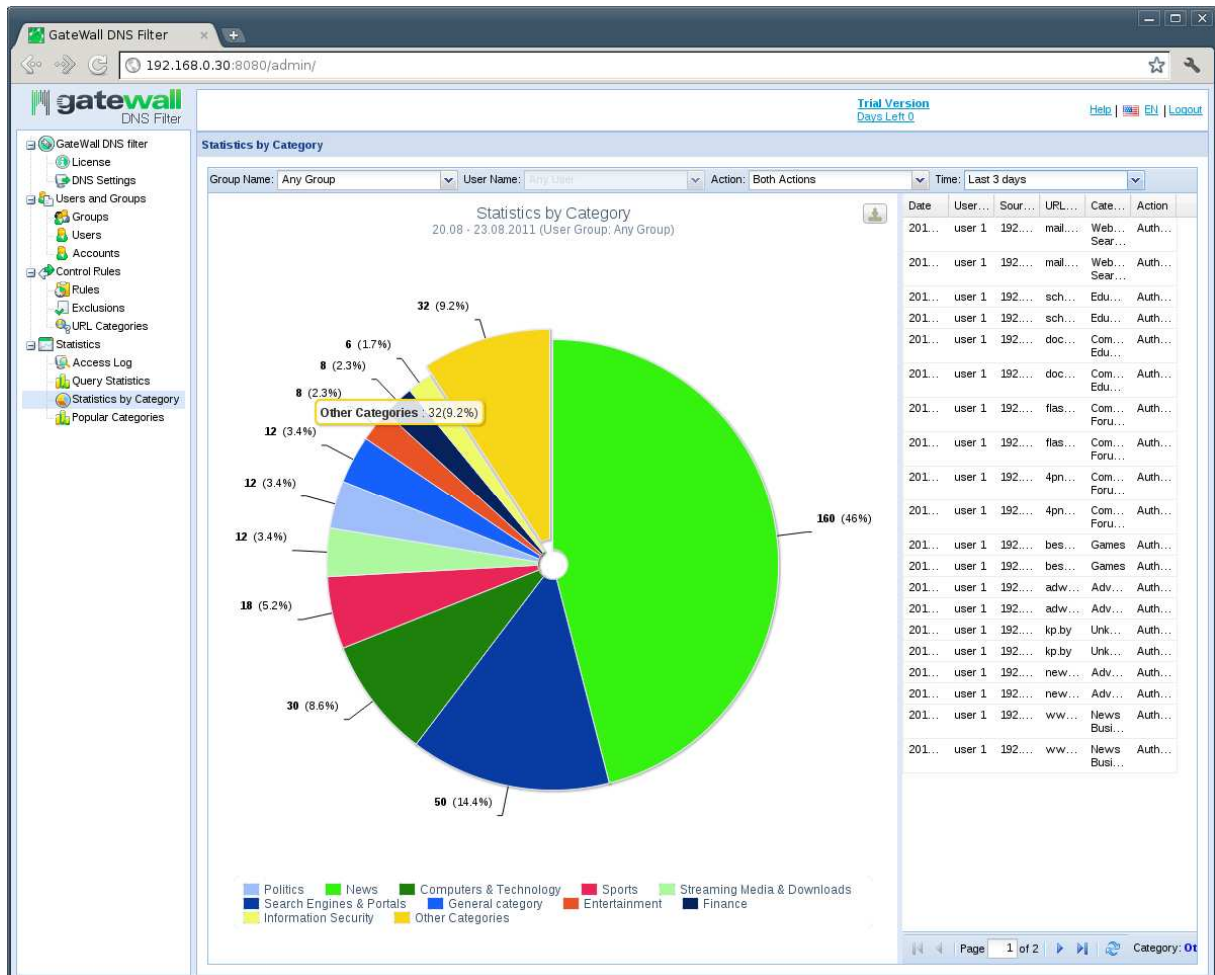 GateWall DNS Filter
192.168.0.30:8080/admin/
gatewall
DNS Filter
Trial Version
Days Left 0
Help | EN | Logout
GateWall DNS filter
License
DNS Settings
Users and Groups
Groups
Users
Accounts
Control Rules
Rules
Exclusions
URL Categories
Statistics
Access Log
Query Statistics
Statistics by Category
Popular Categories
Statistics by Category
Group Name: Any Group
User Name: Any User
Action: Both Actions
Time: Last 3 days
Statistics by Category
20.08 - 23.08.2011 (User Group: Any Group)
32 (9.2%)
6 (1.7%)
8 (2.3%)
8 (2.3%)
Other Categories : 32(9.2%)
12 (3.4%)
12 (3.4%)
12 (3.4%)
18 (5.2%)
30 (8.6%)
50 (14.4%)
160 (46%)
Politics News Computers & Technology Sports Streaming Media & Downloads
Search Engines & Portals General category Entertainment Finance
Information Security Other Categories
Date User... Sour... URL... Cate... Action
201... user 1 192.... mail.... Web... Auth...
Sear...
201... user 1 192.... mail.... Web... Auth...
Sear...
201... user 1 192.... sch... Edu... Auth...
201... user 1 192.... sch... Edu... Auth...
201... user 1 192.... doc... Com... Auth...
Edu...
201... user 1 192.... doc... Com... Auth...
Edu...
201... user 1 192.... flas... Com... Auth...
Foru...
201... user 1 192.... flas... Com... Auth...
Foru...
201... user 1 192.... 4pn... Com... Auth...
Foru...
201... user 1 192.... 4pn... Com... Auth...
Foru...
201... user 1 192.... bes... Games Auth...
201... user 1 192.... bes... Games Auth...
201... user 1 192.... adw... Adv... Auth...
201... user 1 192.... adw... Adv... Auth...
201... user 1 192.... kp.by Unk... Auth...
201... user 1 192.... kp.by Unk... Auth...
201... user 1 192.... new... Adv... Auth...
201... user 1 192.... new... Adv... Auth...
201... user 1 192.... ww... News Auth...
Busi...
201... user 1 192.... ww... News Auth...
Busi...
Page 1 of 2 Category: Ot